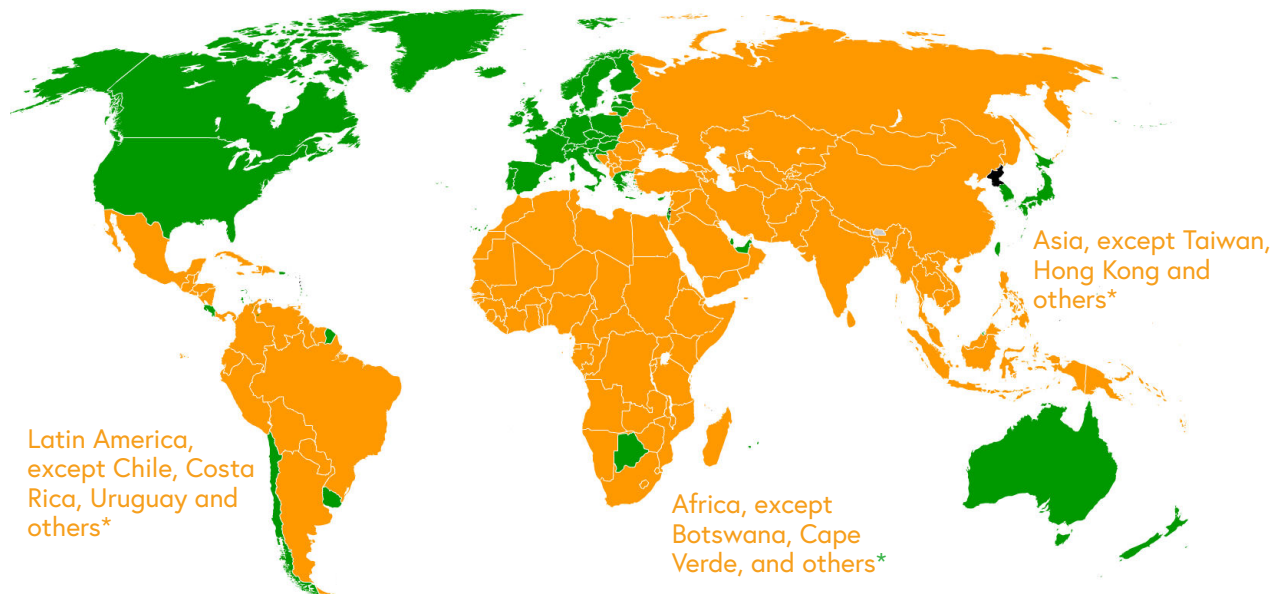 Asia, except Taiwan,
Hong Kong and
others*
Latin America,
except Chile, Costa
Rica, Uruguay and
others*
Africa, except
Botswana, Cape
Verde, and others*